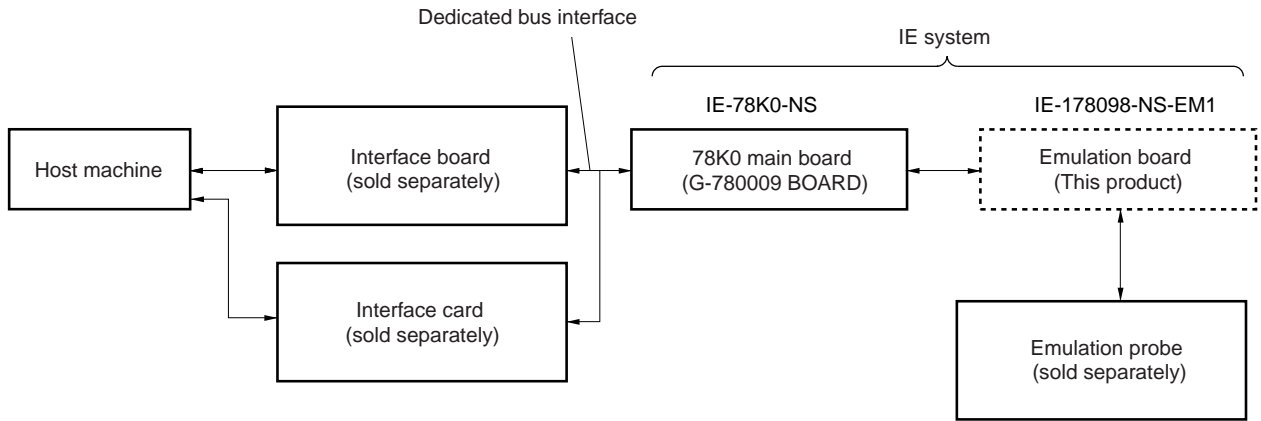 Dedicated bus interface
IE system
IE-78K0-NS
IE-178098-NS-EM1
Host machine
Interface board
(sold separately)
78K0 main board
(G-780009 BOARD)
Emulation board
(This product)
Interface card
(sold separately)
Emulation probe
(sold separately)